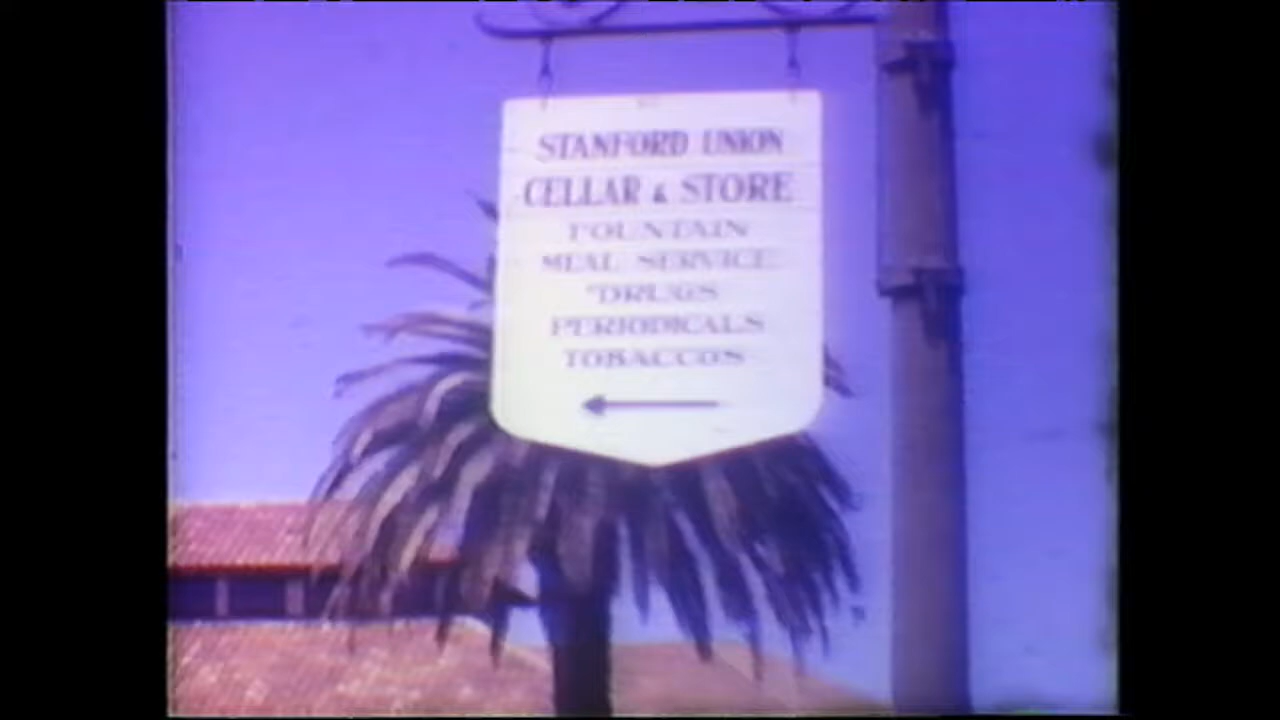 STANFORD UNION
CELLAR & STORE
FOUNTAIN
MEAL SERVICE
DRUGS
PERIODICALS
TOBACCOS